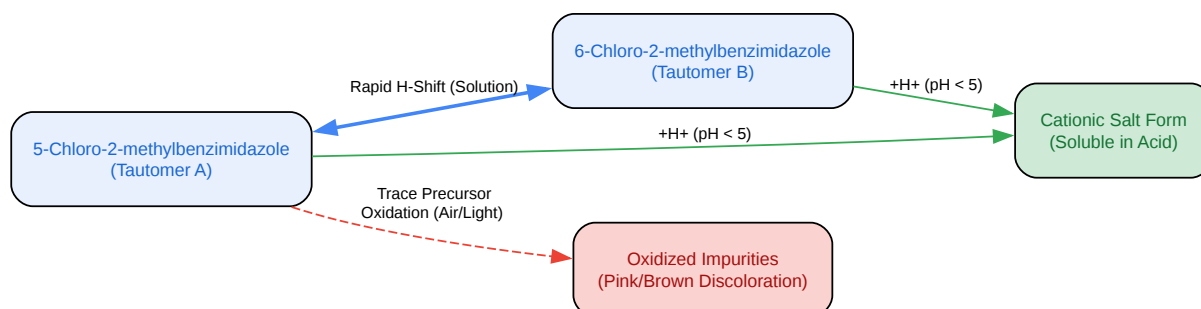 6-Chloro-2-methylbenzimidazole
(Tautomer B)
Rapid H-Shift (Solution)
+H+ (pH < 5)
5-Chloro-2-methylbenzimidazole
(Tautomer A)
+H+ (pH < 5)
Cationic Salt Form
(Soluble in Acid)
Trace Precursor
Oxidation (Air/Light)
Oxidized Impurities
(Pink/Brown Discoloration)